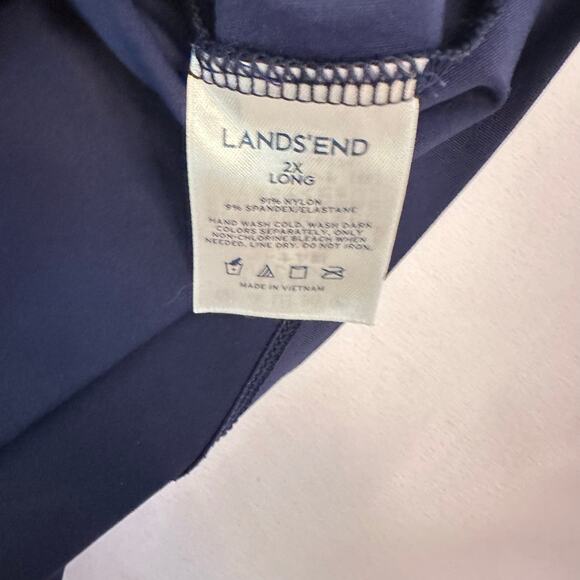 LANDS'END
2X
LONG
91% NYLON
9% SPANDEX/ELASTANE
HAND WASH COLD, WASH DARK
COLORS SEPARATELY, ONLY
NON-CHLORINE BLEACH WHEN
NEEDED, LINE DRY. DO NOT IRON.
MADE IN VIETNAM